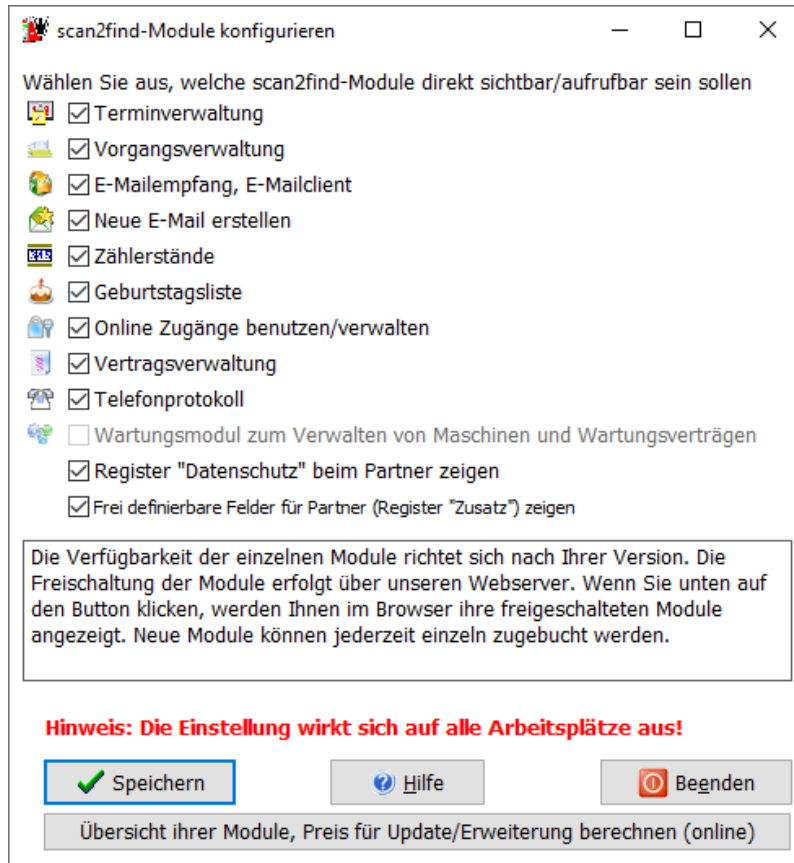 scan2find-Module konfigurieren
Wählen Sie aus, welche scan2find-Module direkt sichtbar/aufrufbar sein sollen
Terminverwaltung
Vorgangsverwaltung
E-Mailempfang, E-Mailclient
Neue E-Mail erstellen
Zählerstände
Geburtstagsliste
Online Zugänge benutzen/verwalten
Vertragsverwaltung
Telefonprotokoll
Wartungsmodul zum Verwalten von Maschinen und Wartungsverträgen
Register "Datenschutz" beim Partner zeigen
Frei definierbare Felder für Partner (Register "Zusatz") zeigen
Die Verfügbarkeit der einzelnen Module richtet sich nach Ihrer Version. Die
Freischaltung der Module erfolgt über unseren Webserver. Wenn Sie unten auf
den Button klicken, werden Ihnen im Browser ihre freigeschalteten Module
angezeigt. Neue Module können jederzeit einzeln zugebucht werden.
Hinweis: Die Einstellung wirkt sich auf alle Arbeitsplätze aus!
Speichern
Hilfe
Beenden
Übersicht ihrer Module, Preis für Update/Erweiterung berechnen (online)